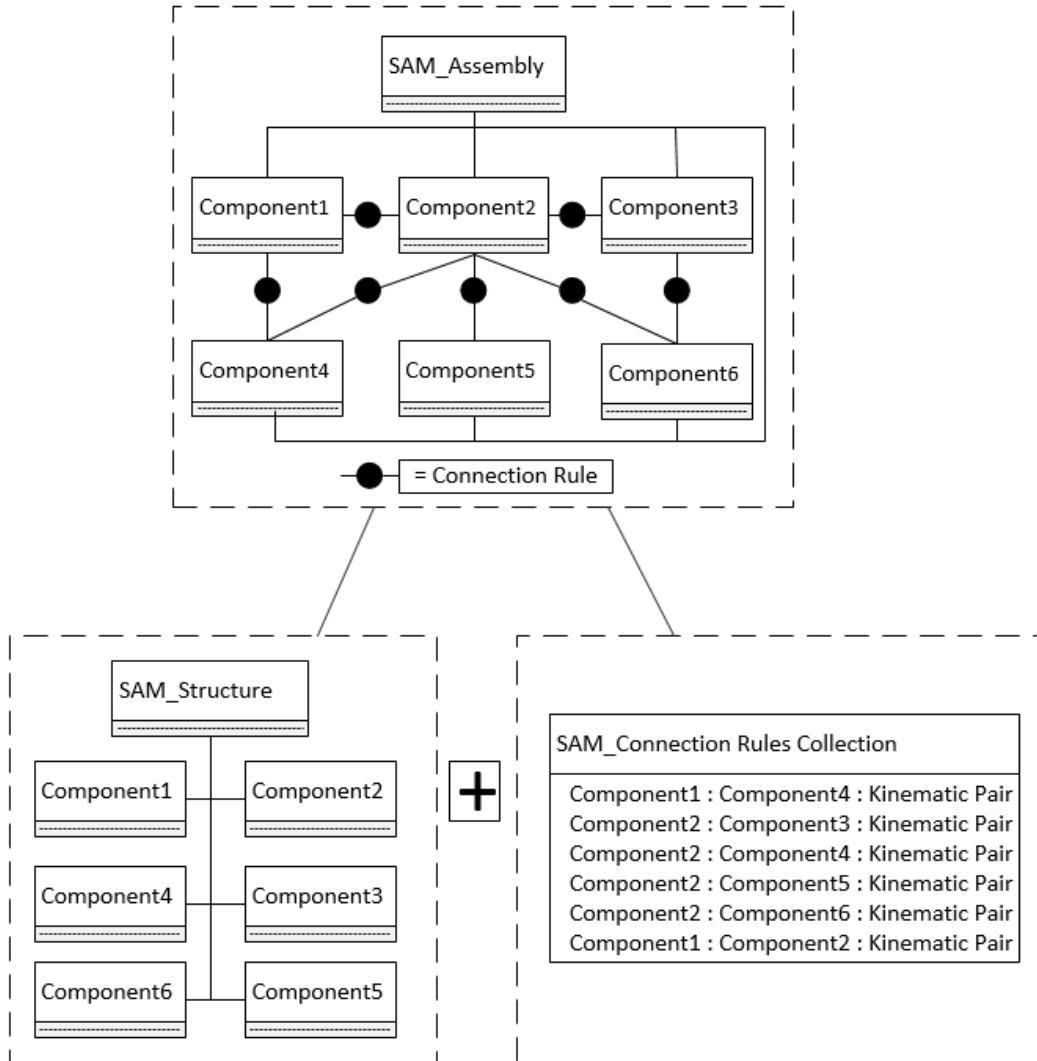 SAM_Assembly
Component1
Component2
Component3
Component4
Component5
Component6
= Connection Rule
SAM_Structure
Component1
Component2
Component4
Component3
Component6
Component5
+
SAM_Connection Rules Collection
Component1 : Component4 : Kinematic Pair
Component2 : Component3 : Kinematic Pair
Component2 : Component4 : Kinematic Pair
Component2 : Component5 : Kinematic Pair
Component2 : Component6 : Kinematic Pair
Component1 : Component2 : Kinematic Pair